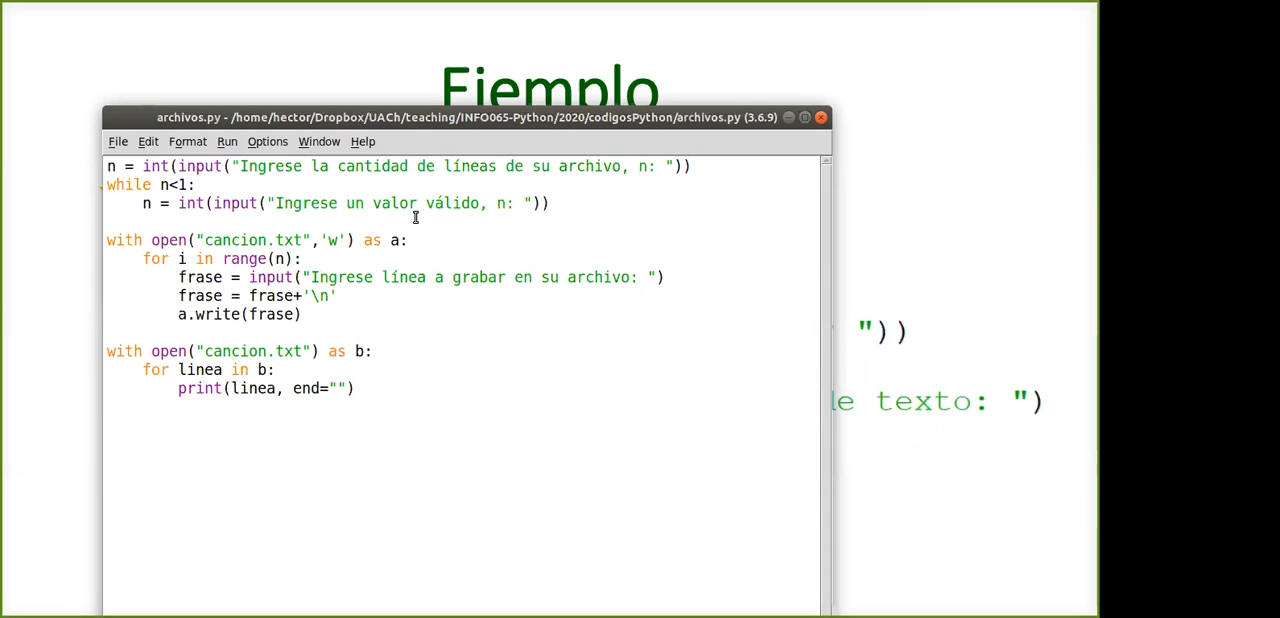 Ejemplo
archivos.py - /home/hector/Dropbox/UACh/teaching/INFO065-Python/2020/codigosPython/archivos.py (3.6.9)
File Edit Format Run Options Window Help
n = int(input("Ingrese la cantidad de líneas de su archivo, n: "))
while n<1:
    n = int(input("Ingrese un valor válido, n: "))
with open("cancion.txt",'w') as a:
    for i in range(n):
        frase = input("Ingrese línea a grabar en su archivo: ")
        frase = frase+'\n'
        a.write(frase)
"))
with open("cancion.txt") as b:
    for linea in b:
        print(linea, end="")
de texto: ")